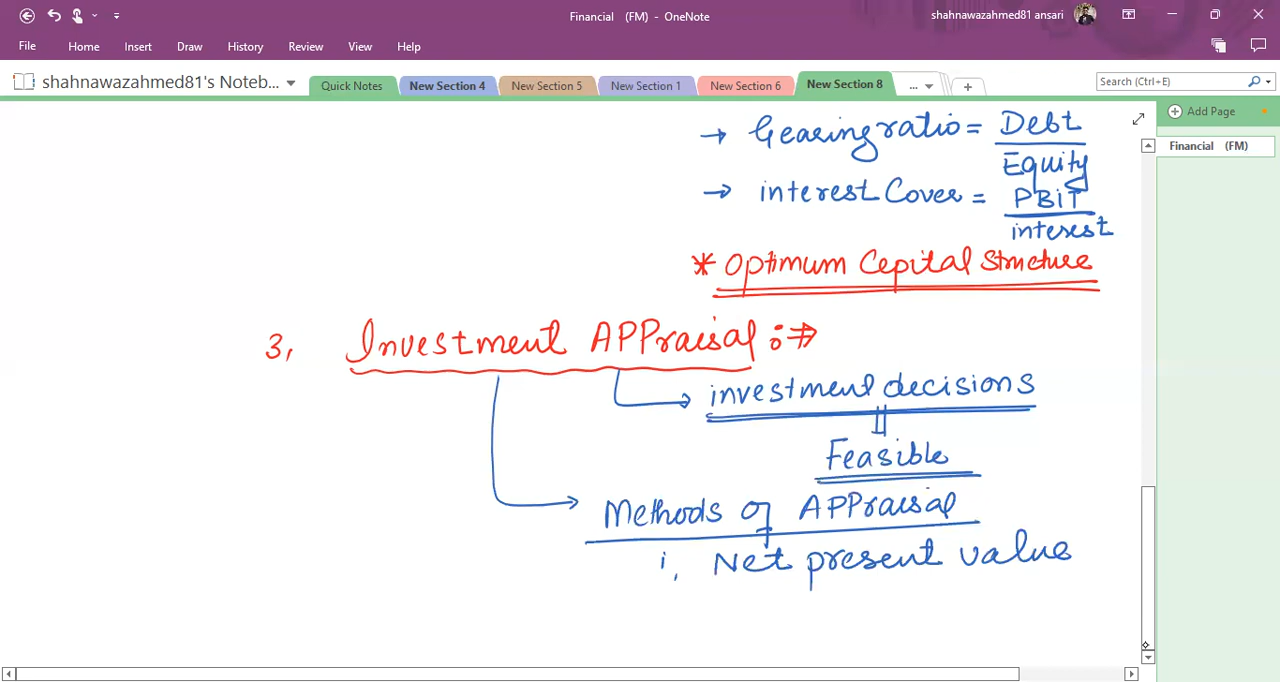 Financial (FM) - OneNote
shahnawazahmed81 ansari
File Home Insert Draw History Review View Help
shahnawazahmed81's Noteb...
Quick Notes
New Section 4
New Section 5
New Section 1
New Section 6
New Section 8
...
Search (Ctrl+E)
Add Page
Financial (FM)
→ Gearing ratio = Debt
Equity
→ interest Cover = PBiT
interest
* Optimum Cepital Structure
3, Investment APPraisal :⇒
investment decisions
Feasible
Methods of APPraisal
i, Net present value